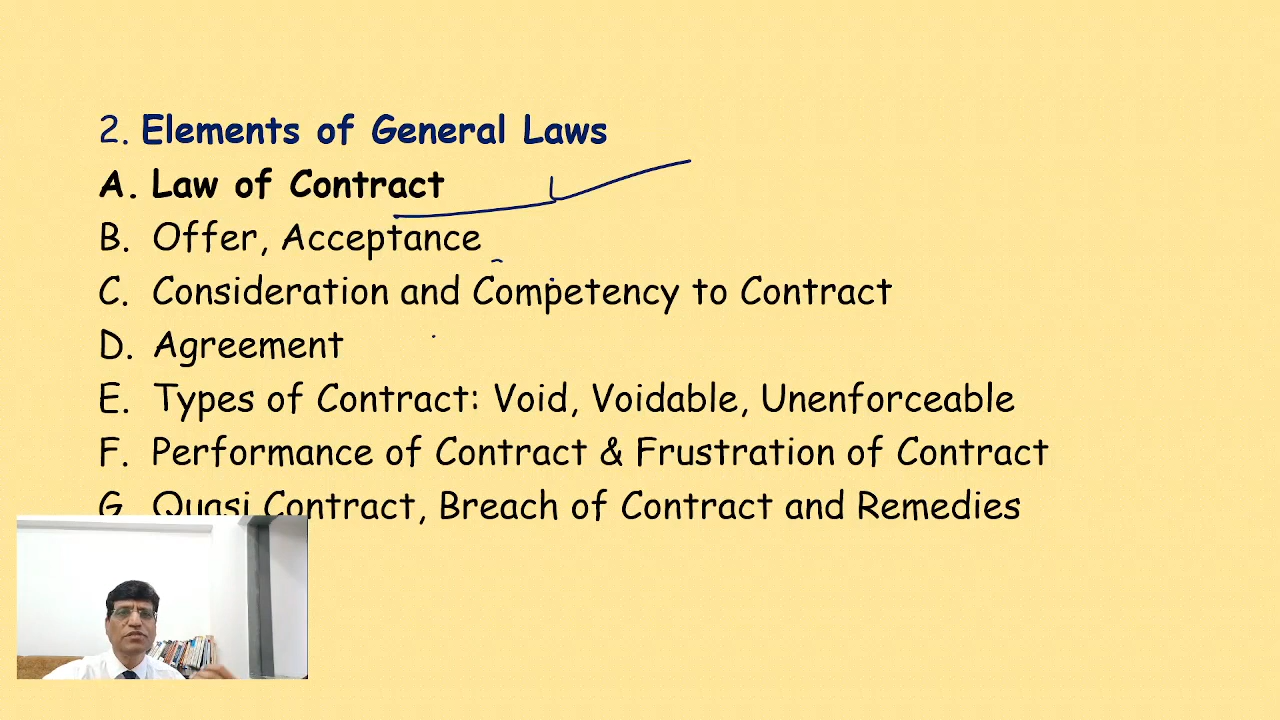 2. Elements of General Laws
A. Law of Contract
B. Offer, Acceptance
C. Consideration and Competency to Contract
D. Agreement
E. Types of Contract: Void, Voidable, Unenforceable
F. Performance of Contract & Frustration of Contract
G. Quasi Contract, Breach of Contract and Remedies